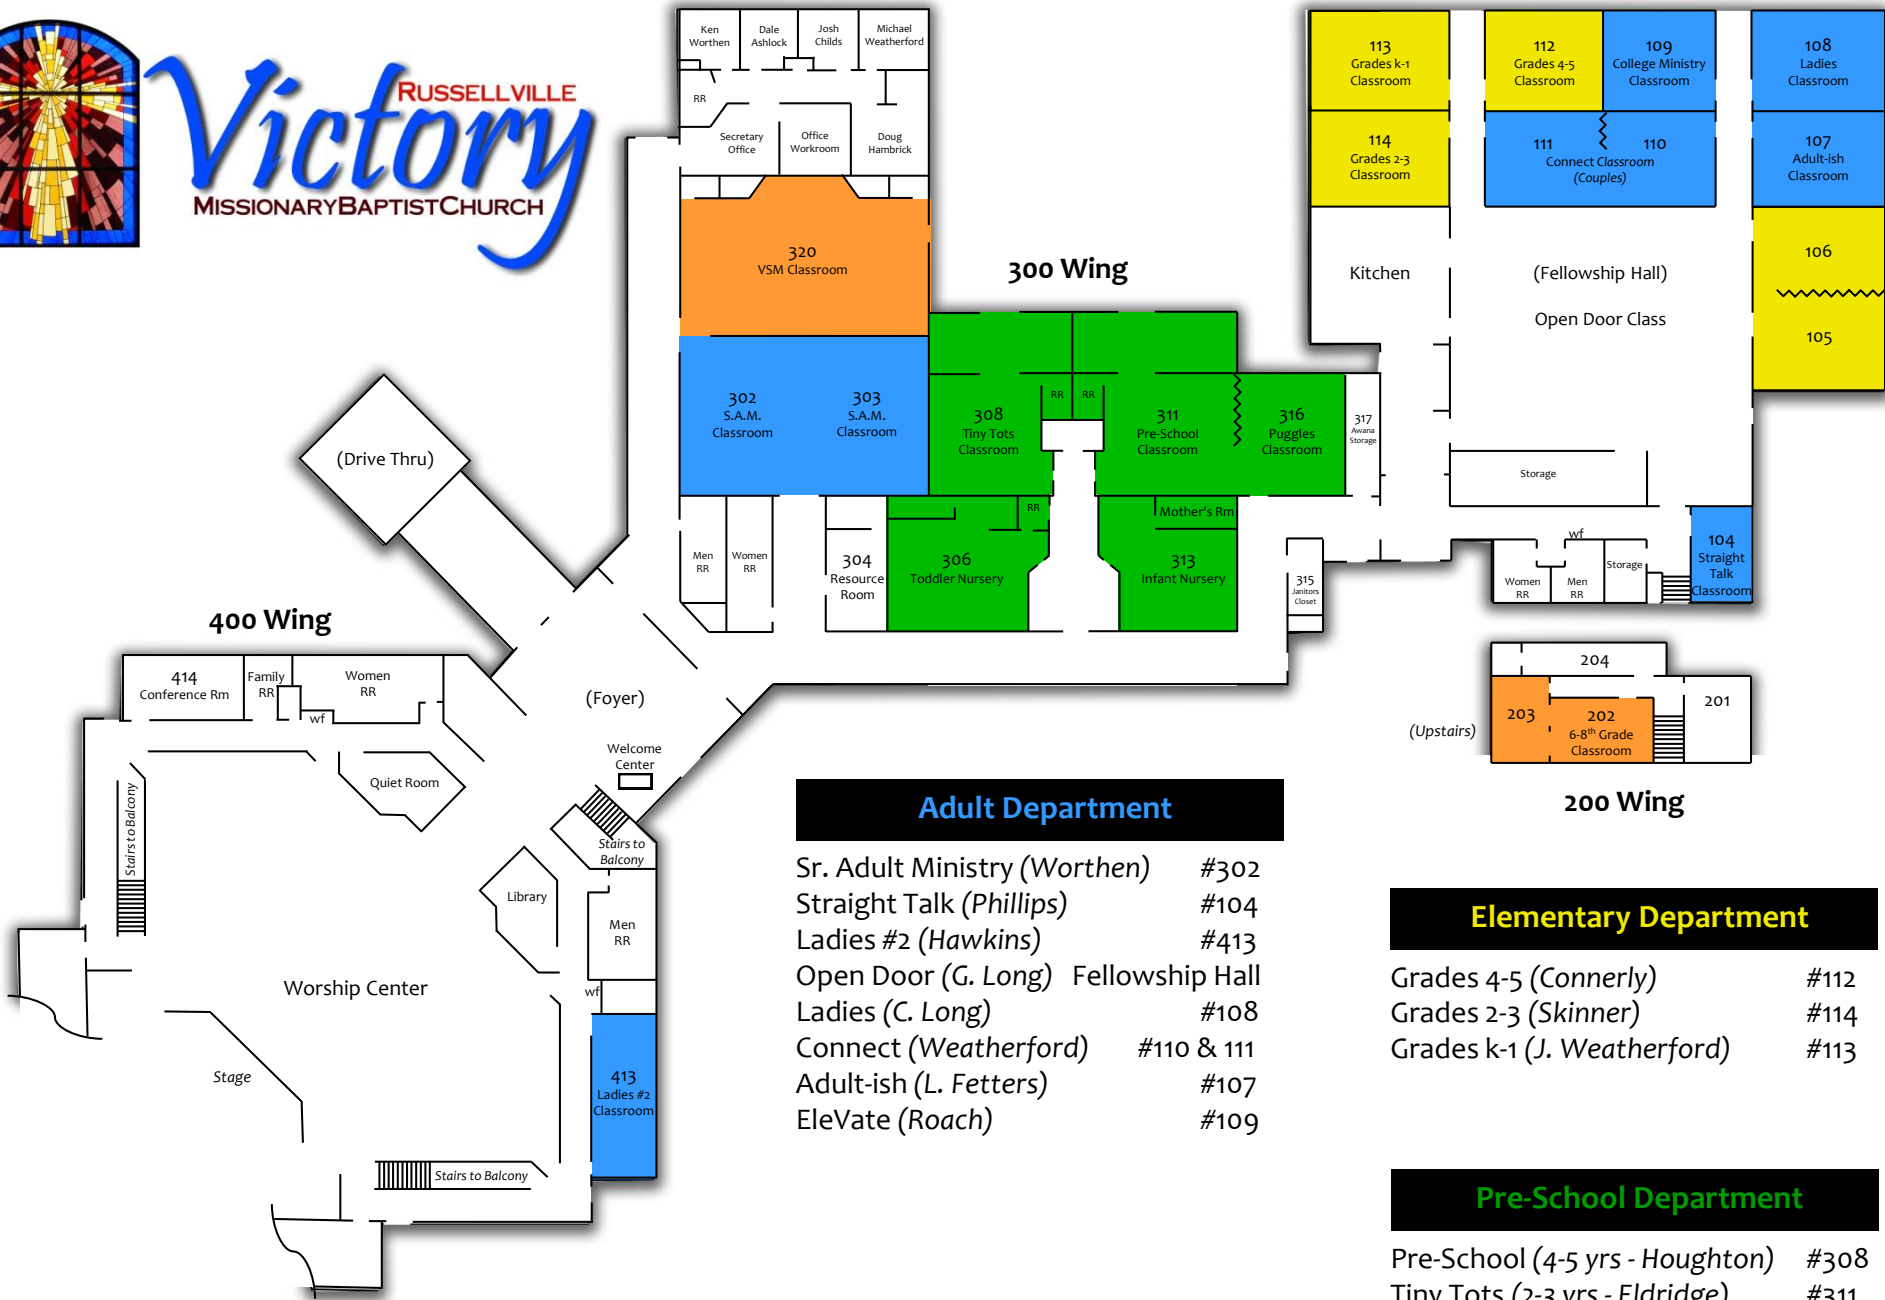 RUSSELLVILLE
Victory
MISSIONARY BAPTIST CHURCH
Ken
Worthen
Dale
Ashlock
Josh
Childs
Michael
Weatherford
RR
Secretary
Office
Office
Workroom
Doug
Hambrick
320
VSM Classroom
300 Wing
302
S.A.M.
Classroom
303
S.A.M.
Classroom
308
Tiny Tots
Classroom
RR
RR
311
Pre-School
Classroom
316
Puggles
Classroom
317
Awana
Storage
Men
RR
Women
RR
304
Resource
Room
306
Toddler Nursery
RR
Mother's Rm
313
Infant Nursery
315
Janitors
Closet
113
Grades k-1
Classroom
112
Grades 4-5
Classroom
109
College Ministry
Classroom
108
Ladies
Classroom
114
Grades 2-3
Classroom
111
110
Connect Classroom
(Couples)
107
Adult-ish
Classroom
106
105
Kitchen
(Fellowship Hall)
Open Door Class
Storage
wf
Women
RR
Men
RR
Storage
104
Straight
Talk
Classroom
204
203
202
6-8th Grade
Classroom
201
(Upstairs)
200 Wing
(Drive Thru)
400 Wing
414
Conference Rm
Family
RR
Women
RR
wf
(Foyer)
Welcome
Center
Quiet Room
Stairs to Balcony
Stairs to
Balcony
Library
Men
RR
wf
Worship Center
Stage
413
Ladies #2
Classroom
Stairs to Balcony
Adult Department
Sr. Adult Ministry (Worthen) #302
Straight Talk (Phillips) #104
Ladies #2 (Hawkins) #413
Open Door (G. Long) Fellowship Hall
Ladies (C. Long) #108
Connect (Weatherford) #110 & 111
Adult-ish (L. Fetters) #107
EleVate (Roach) #109
Elementary Department
Grades 4-5 (Connerly) #112
Grades 2-3 (Skinner) #114
Grades k-1 (J. Weatherford) #113
Pre-School Department
Pre-School (4-5 yrs - Houghton) #308
Tiny Tots (2-3 yrs - Eldridge) #311